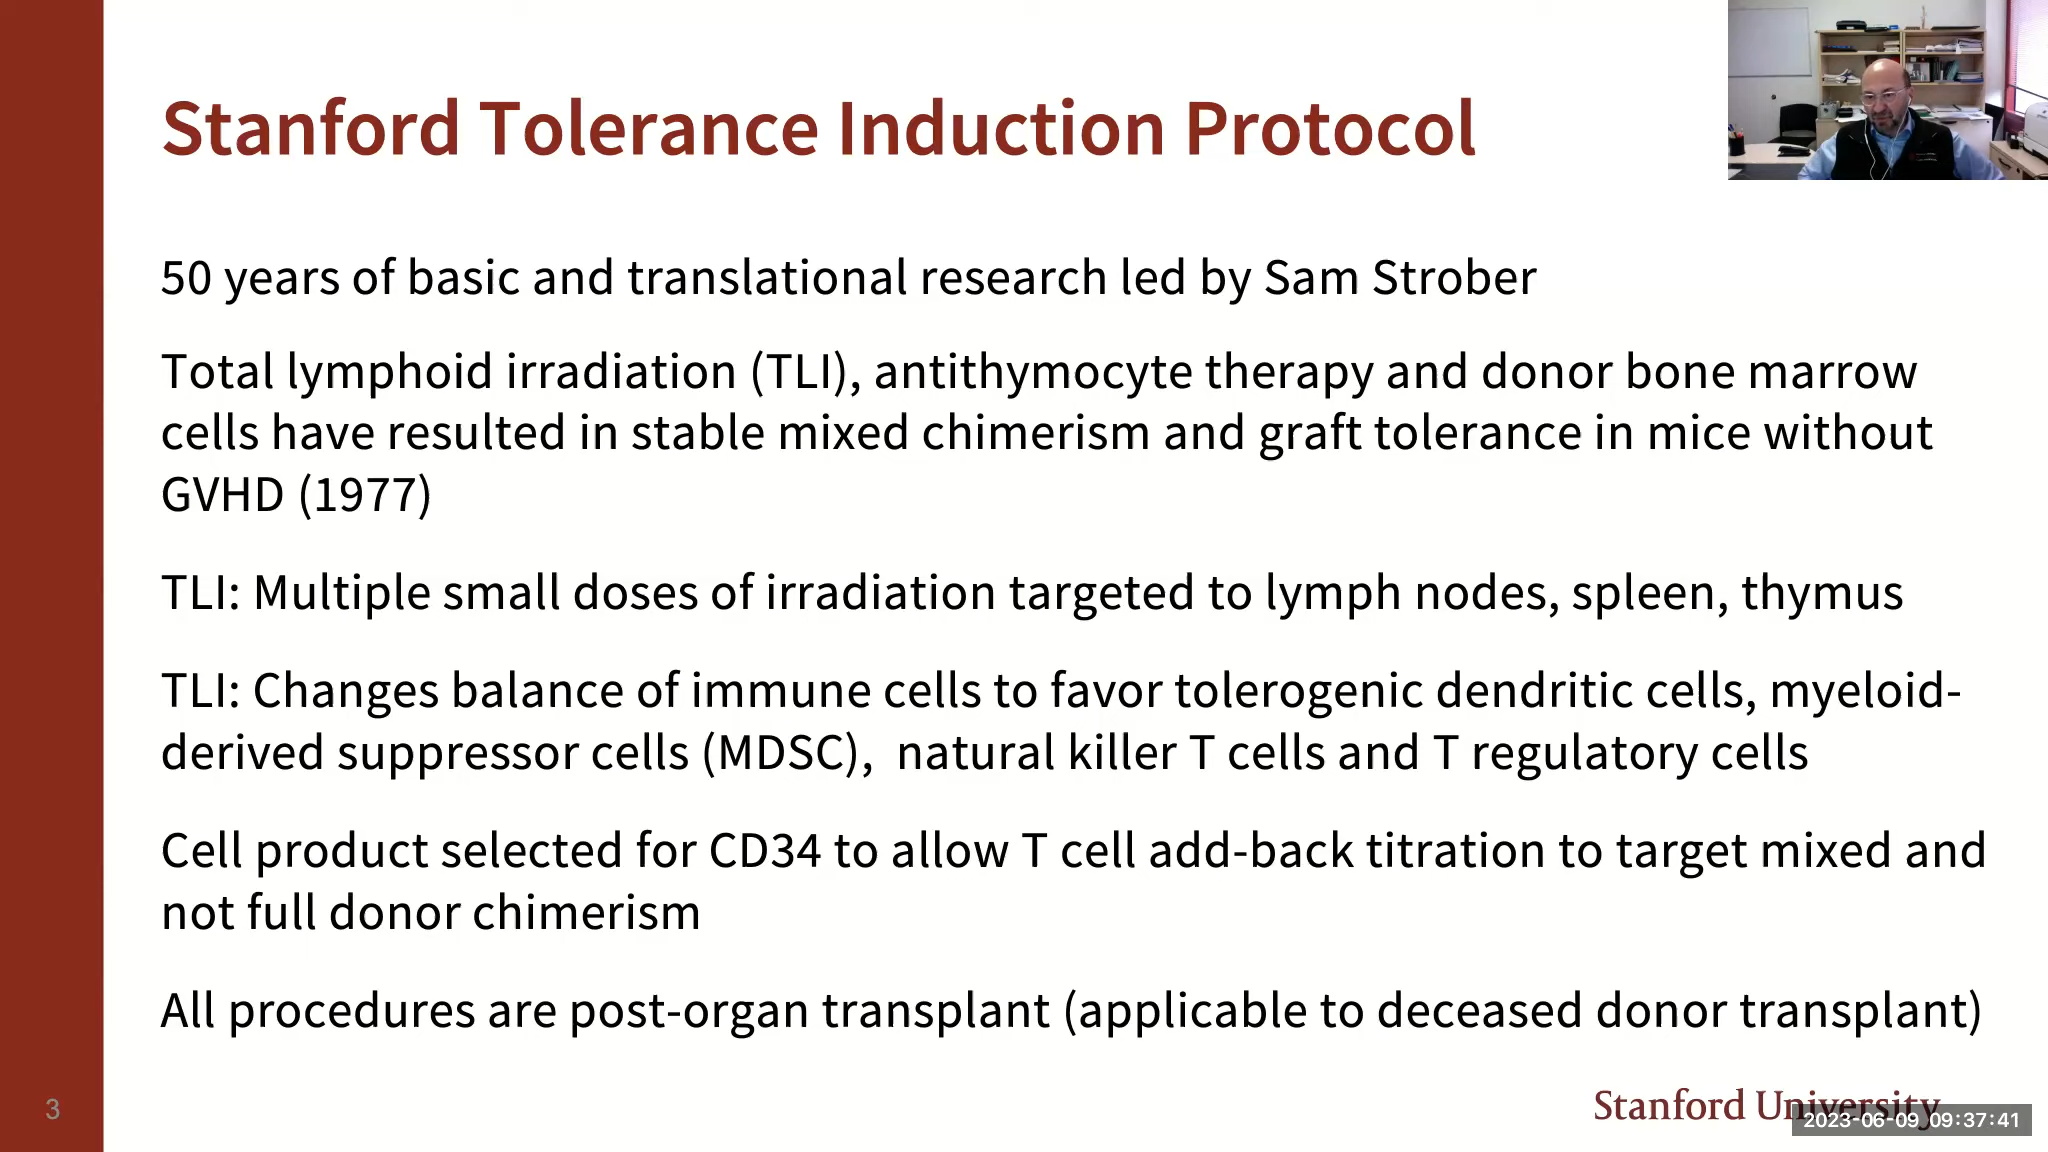 Stanford Tolerance Induction Protocol
50 years of basic and translational research led by Sam Strober
Total lymphoid irradiation (TLI), antithymocyte therapy and donor bone marrow
cells have resulted in stable mixed chimerism and graft tolerance in mice without
GVHD (1977)
TLI: Multiple small doses of irradiation targeted to lymph nodes, spleen, thymus
TLI: Changes balance of immune cells to favor tolerogenic dendritic cells, myeloid-
derived suppressor cells (MDSC),  natural killer T cells and T regulatory cells
Cell product selected for CD34 to allow T cell add-back titration to target mixed and
not full donor chimerism
All procedures are post-organ transplant (applicable to deceased donor transplant)
3
Stanford University
2023-06-09 09:37:41